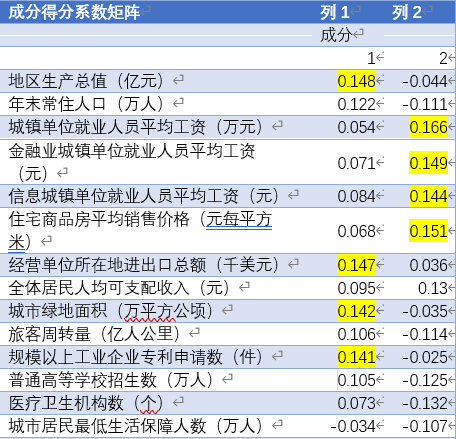 成分得分系数矩阵 列 1 列 2
成分
1 2
地区生产总值（亿元） 0.148 -0.044
年末常住人口（万人） 0.122 -0.111
城镇单位就业人员平均工资（万元） 0.054 0.166
金融业城镇单位就业人员平均工资
（元） 0.071 0.149
信息城镇单位就业人员平均工资（元） 0.084 0.144
住宅商品房平均销售价格（元每平方
米） 0.068 0.151
经营单位所在地进出口总额（千美元） 0.147 0.036
全体居民人均可支配收入（元） 0.095 0.13
城市绿地面积（万平方公顷） 0.142 -0.035
旅客周转量（亿人公里） 0.106 -0.114
规模以上工业企业专利申请数（件） 0.141 -0.025
普通高等学校招生数（万人） 0.105 -0.125
医疗卫生机构数（个） 0.073 -0.132
城市居民最低生活保障人数（万人） -0.034 -0.107